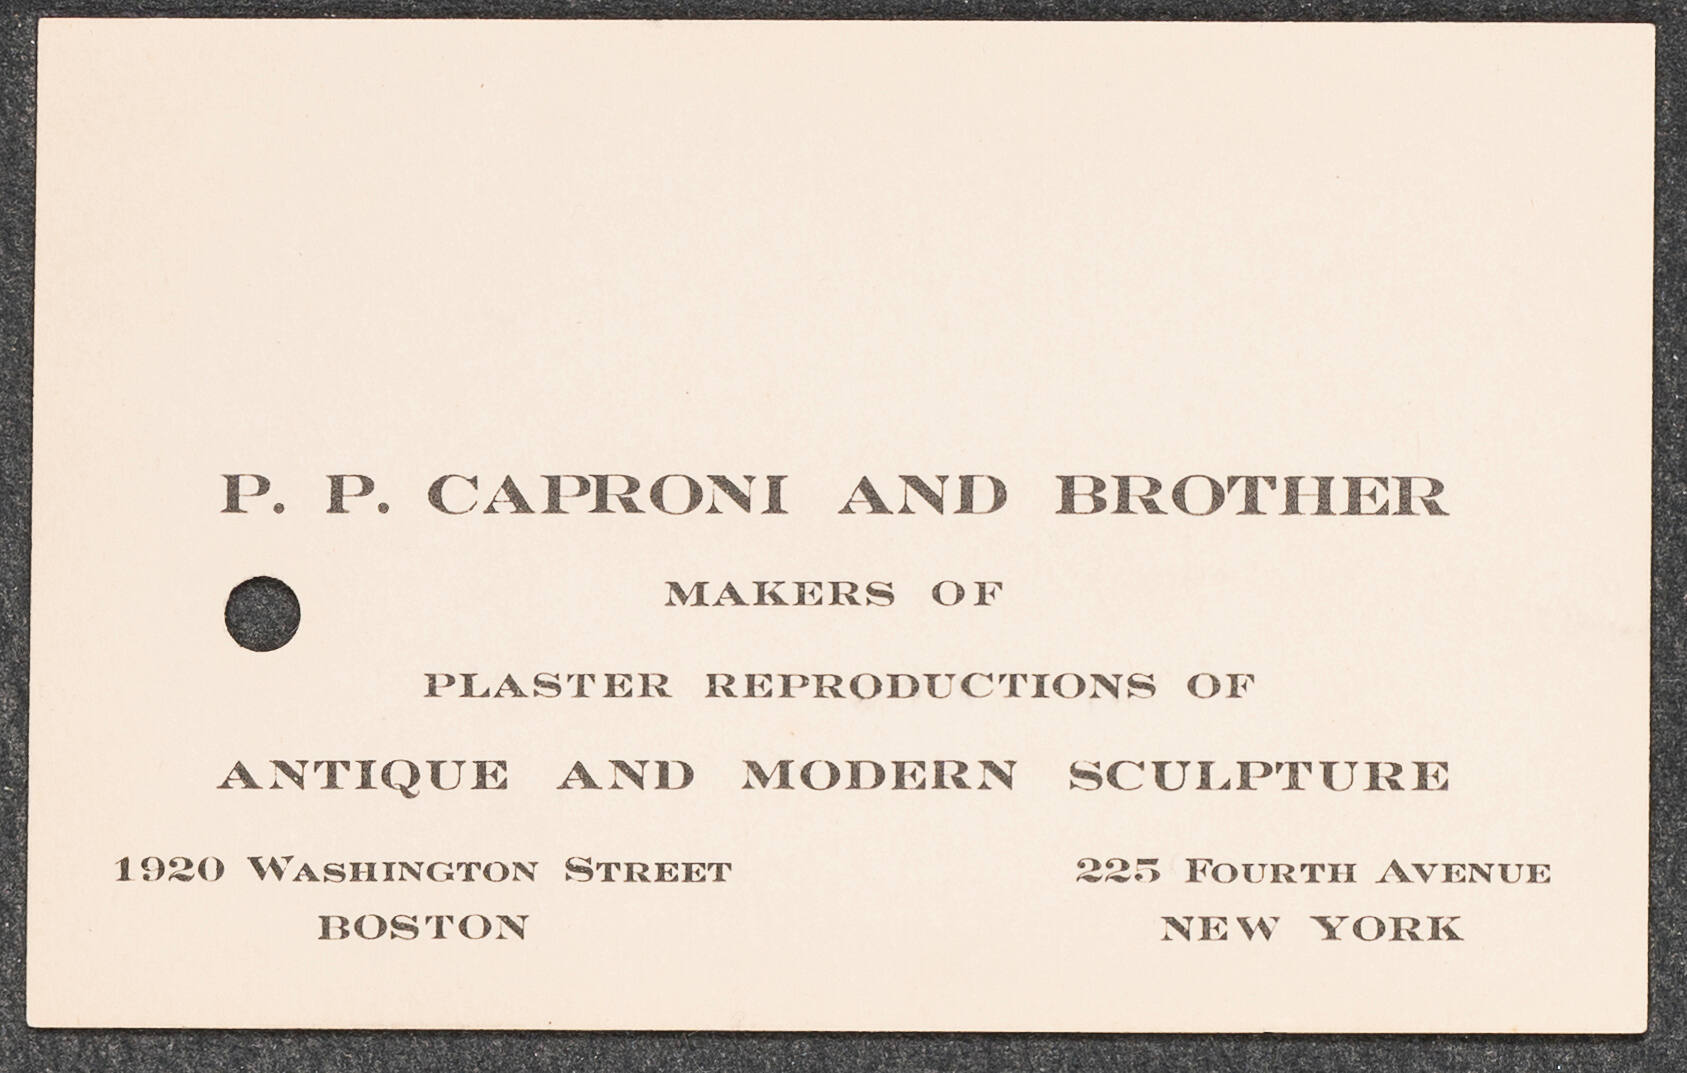 P. P. CAPRONI AND BROTHER
MAKERS OF
PLASTER REPRODUCTIONS OF
ANTIQUE AND MODERN SCULPTURE
1920 WASHINGTON STREET
BOSTON
225 FOURTH AVENUE
NEW YORK